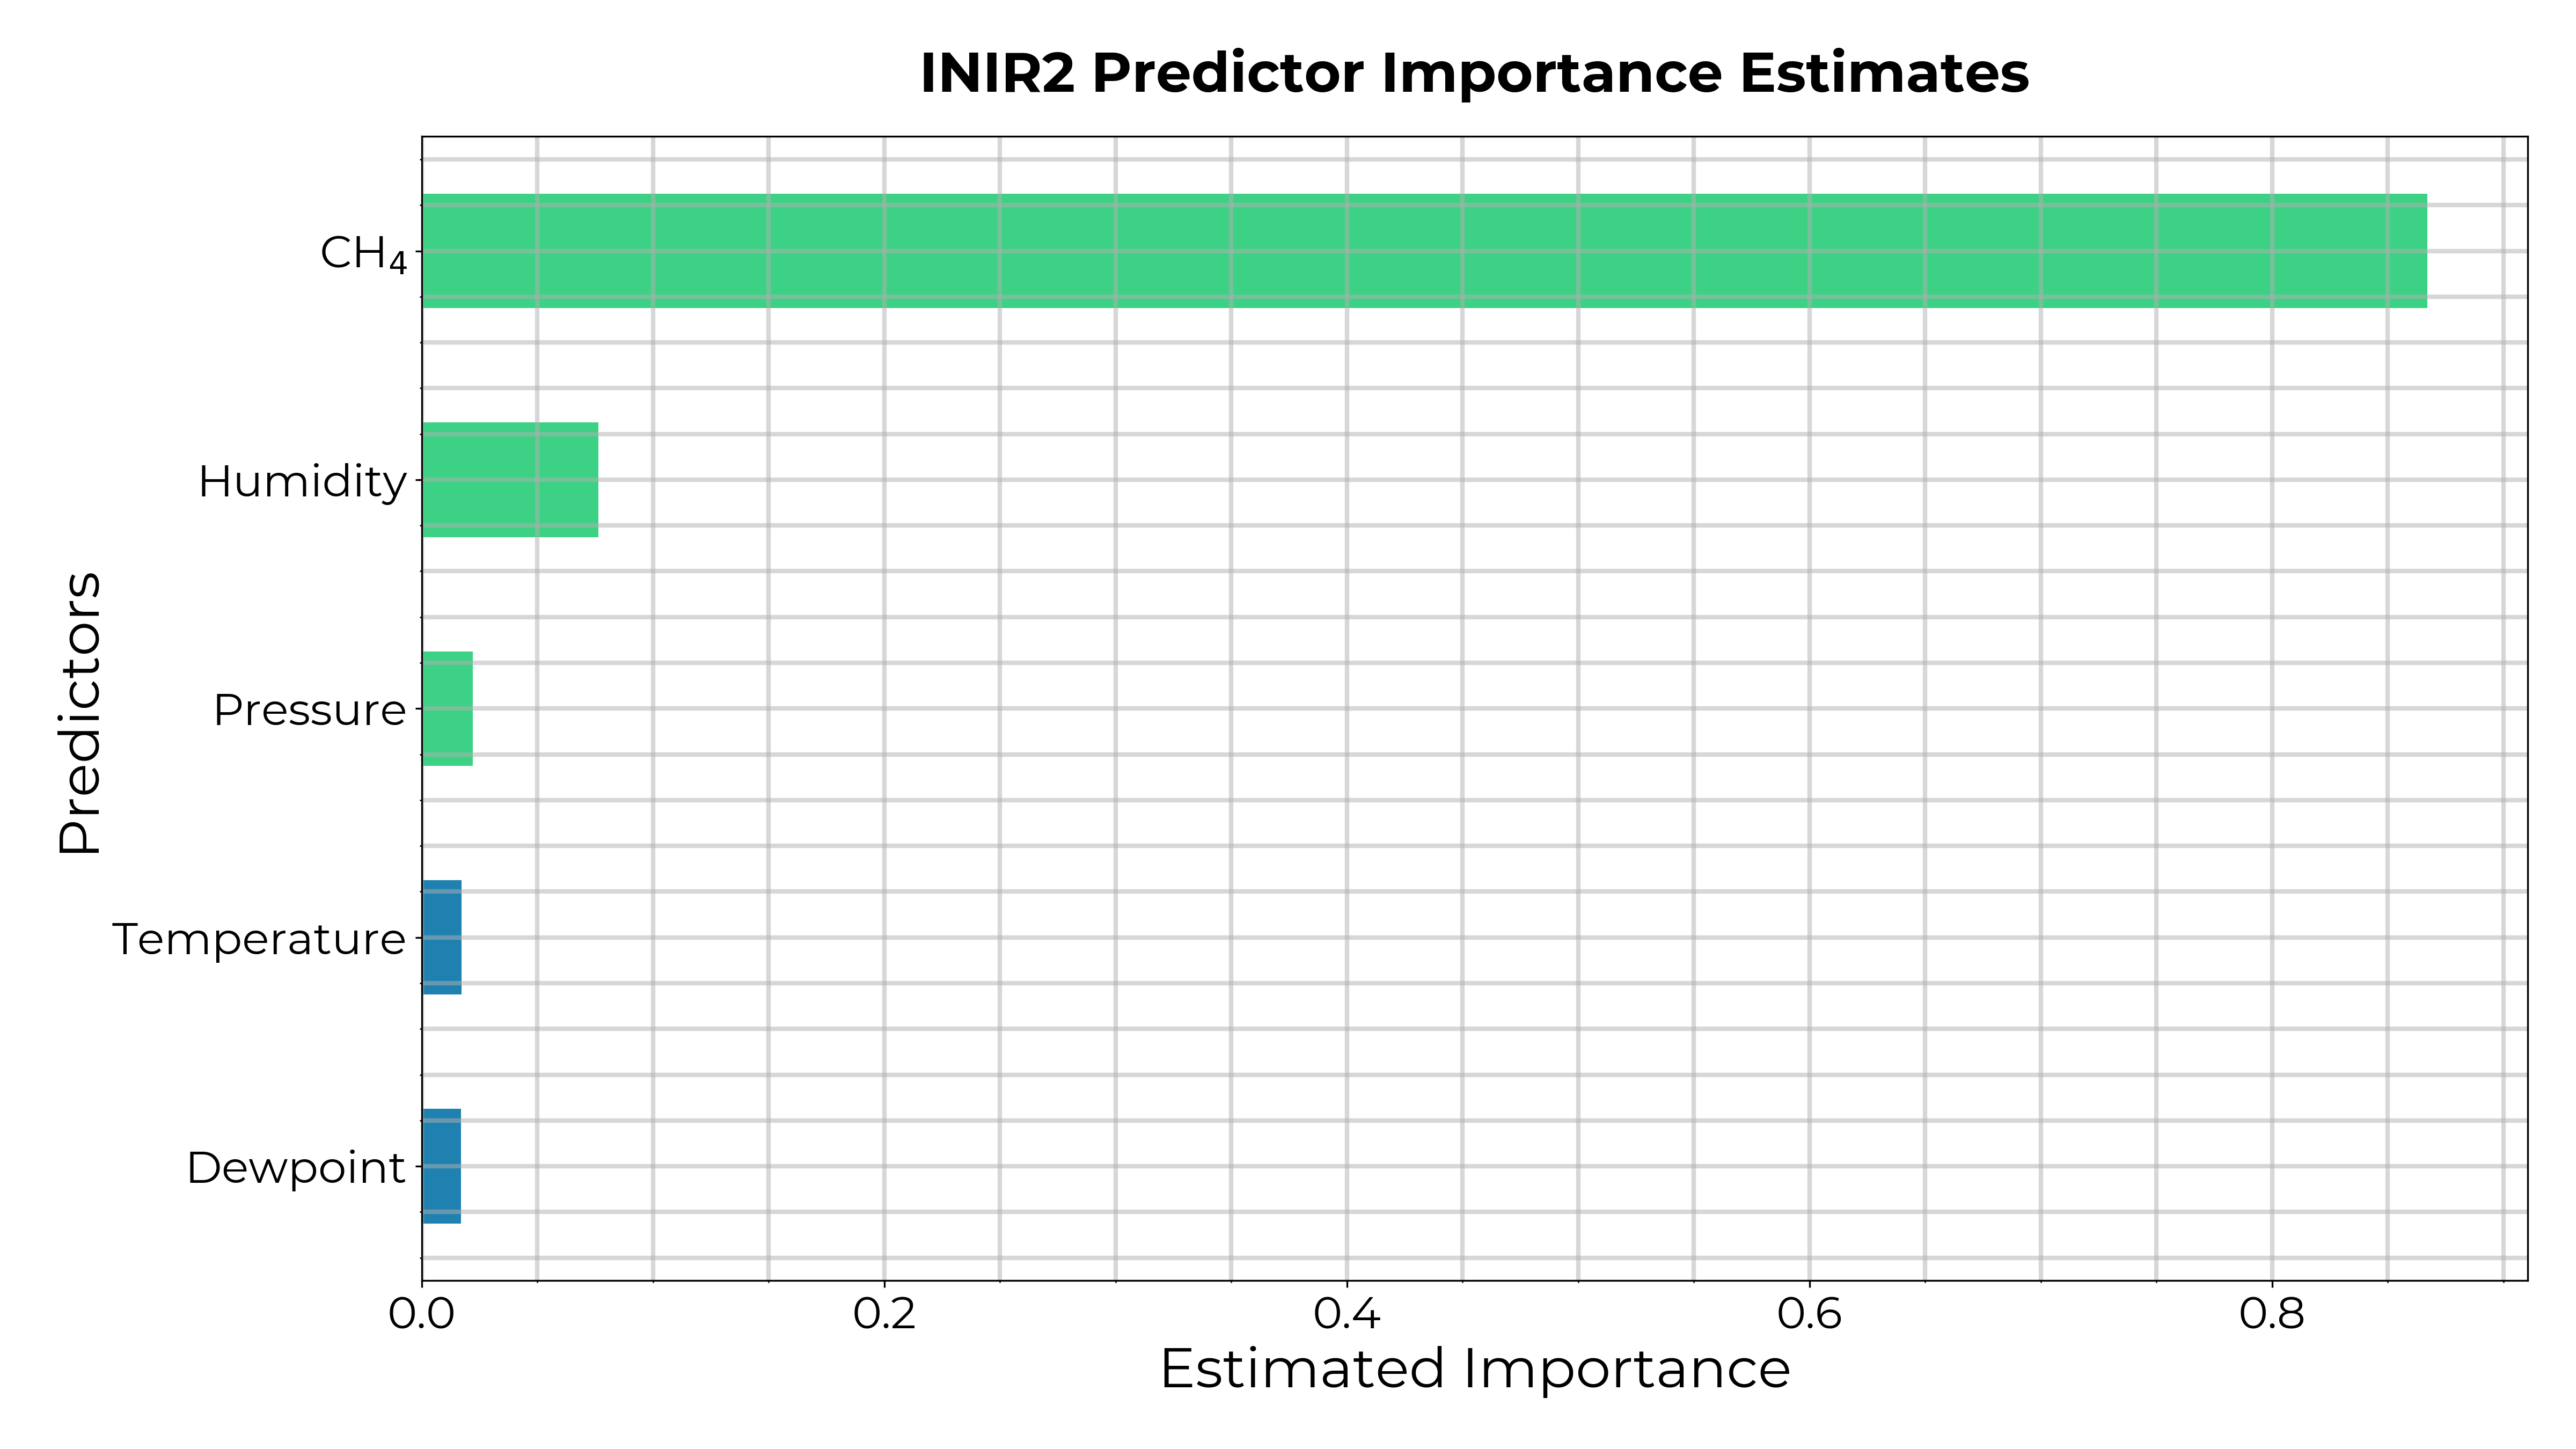 INIR2 Predictor Importance Estimates
CH₄
Humidity
Pressure
Temperature
Dewpoint
Predictors
0.0 0.2 0.4 0.6 0.8
Estimated Importance